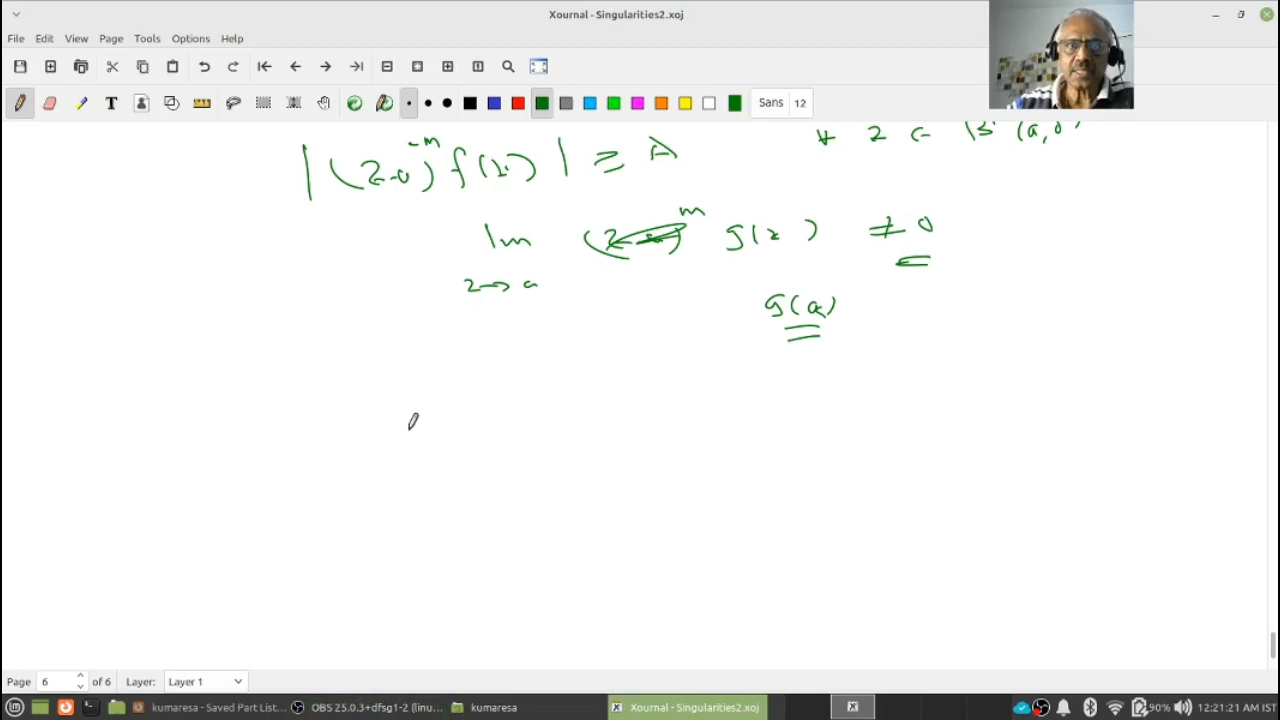 Xournal - Singularities2.xoj
File Edit View Page Tools Options Help
Sans 12
∀ z ∈ B (a, δ)
|(z-a)^{-m} f(z)| ≥ A
lim_{z→a} (z-a)^m g(z) ≠ 0
g(a)
Page 6 of 6 Layer: Layer 1
kumaresa - Saved Part List... OBS 25.0.3+dfsg1-2 (linu... kumaresa Xournal - Singularities2.xoj 90% 12:21:21 AM IST